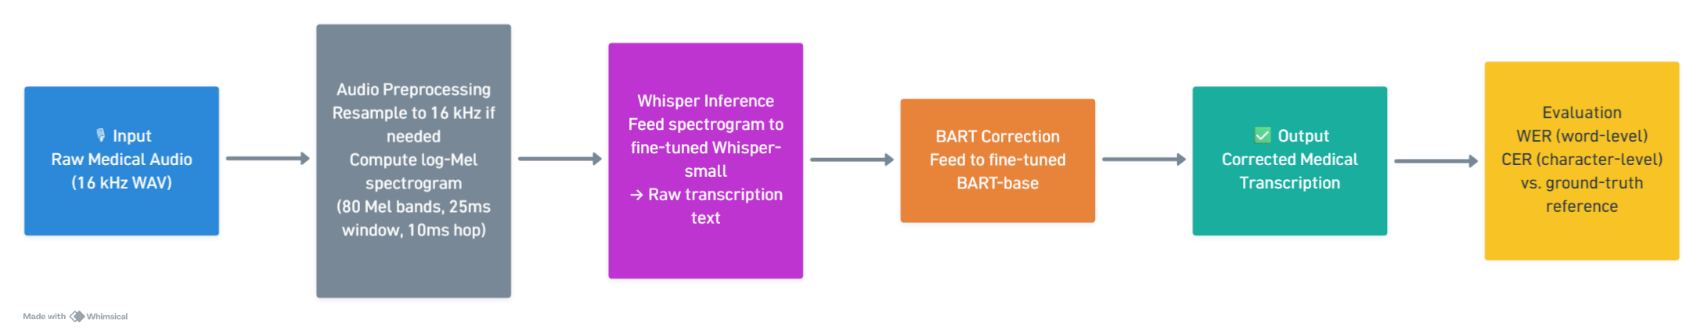 🎙 Input
Raw Medical Audio
(16 kHz WAV)
Audio Preprocessing
Resample to 16 kHz if
needed
Compute log-Mel
spectrogram
(80 Mel bands, 25ms
window, 10ms hop)
Whisper Inference
Feed spectrogram to
fine-tuned Whisper-
small
→ Raw transcription
text
BART Correction
Feed to fine-tuned
BART-base
✅ Output
Corrected Medical
Transcription
Evaluation
WER (word-level)
CER (character-level)
vs. ground-truth
reference
Made with Whimsical